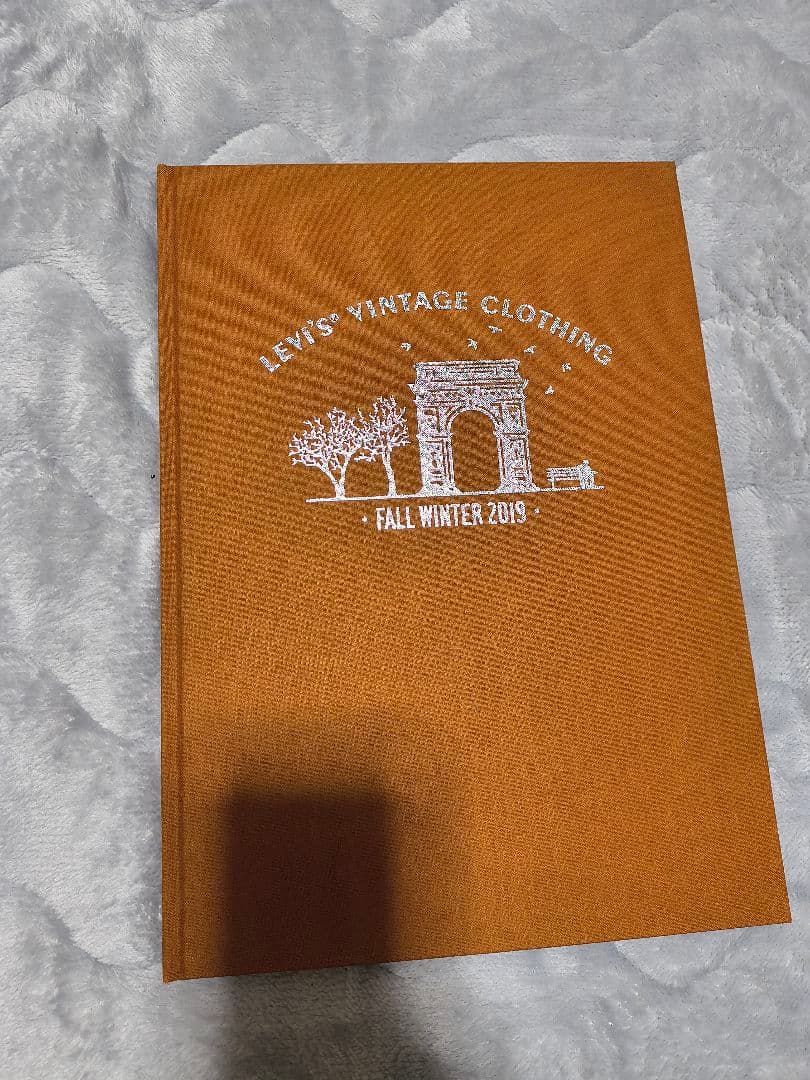 LEVI'S® VINTAGE CLOTHING
· FALL WINTER 2019 ·